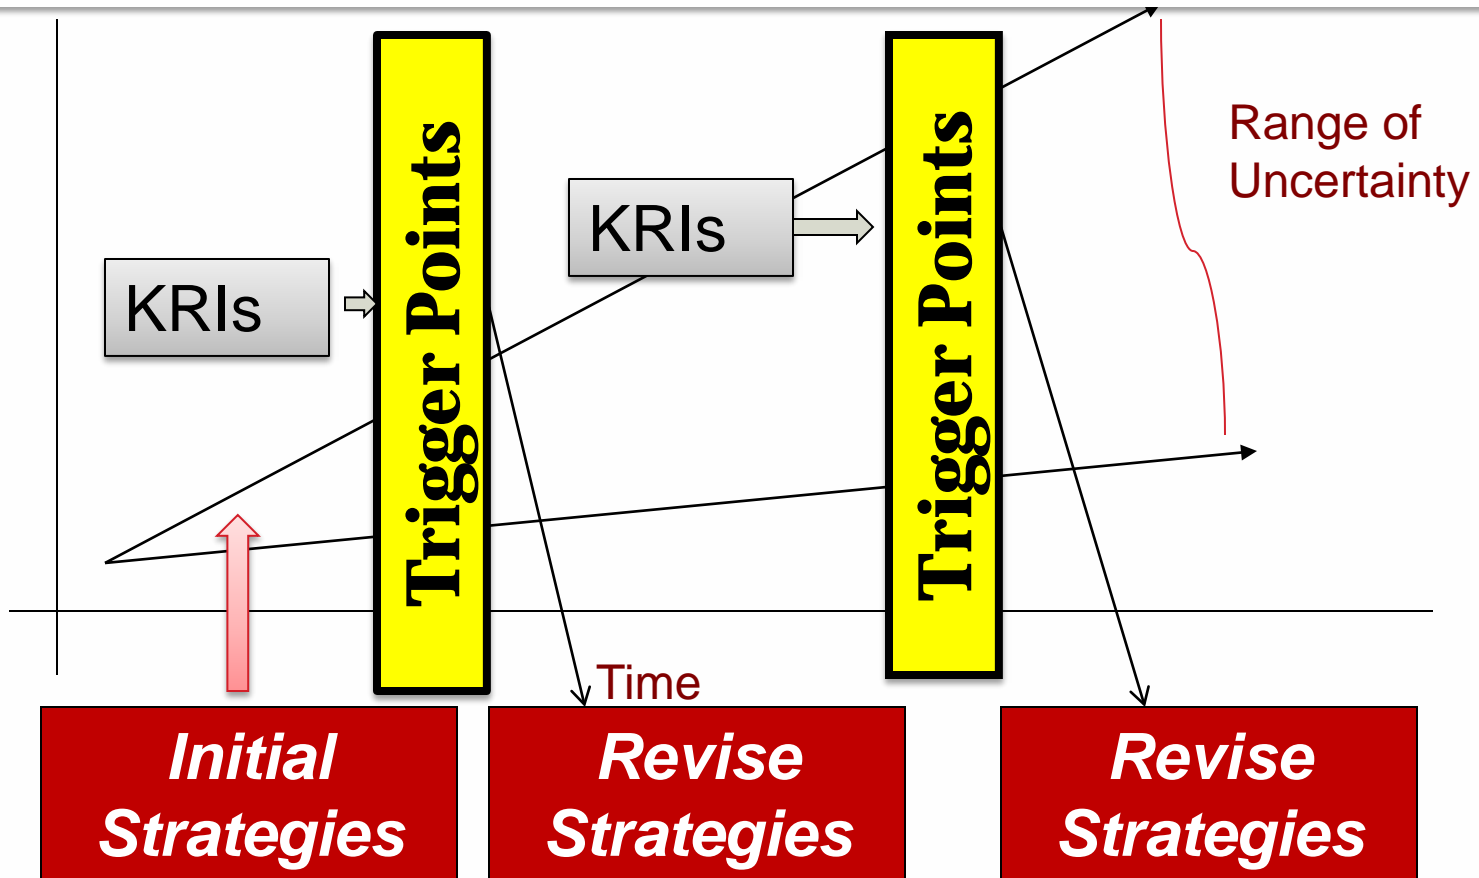 Range of
Uncertainty
KRIs
KRIs
Trigger Points
Trigger Points
Time
Initial
Strategies
Revise
Strategies
Revise
Strategies